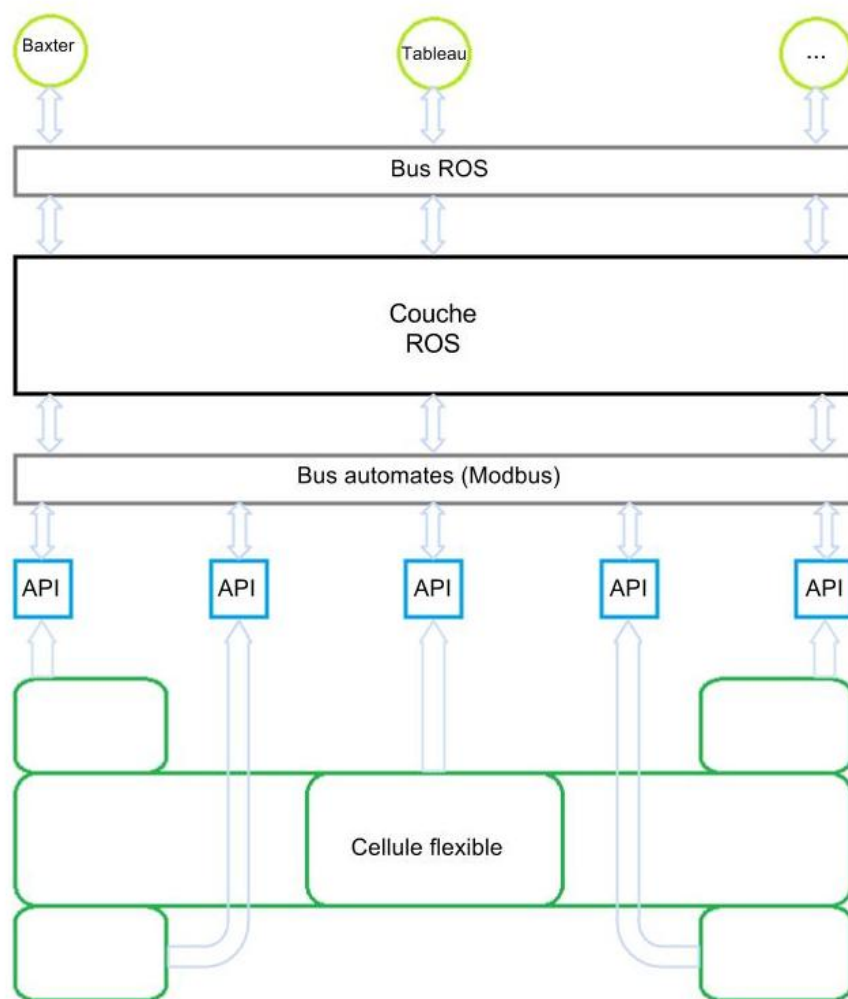 Baxter
Tableau
...
Bus ROS
Couche
ROS
Bus automates (Modbus)
API
API
API
API
API
Cellule flexible